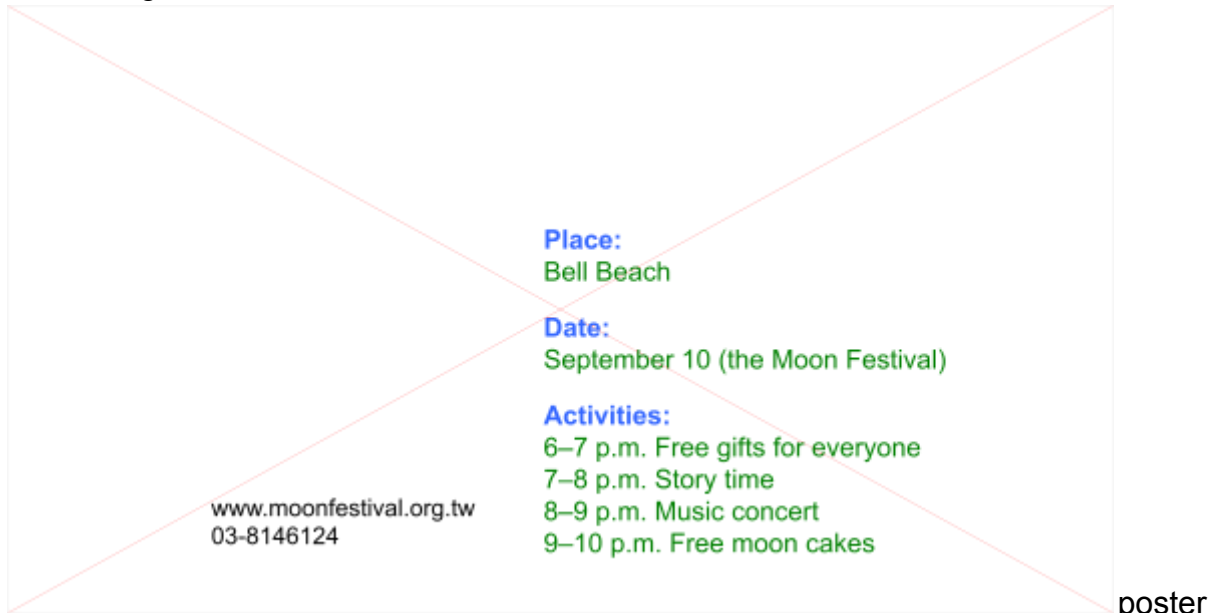 Place:
Bell Beach
Date:
September 10 (the Moon Festival)
Activities:
6–7 p.m. Free gifts for everyone
7–8 p.m. Story time
8–9 p.m. Music concert
9–10 p.m. Free moon cakes
www.moonfestival.org.tw
03-8146124
poster